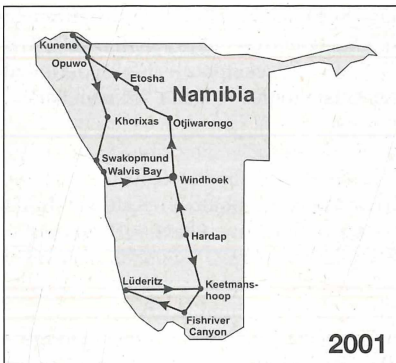 Kunene
Opuwo
Etosha
Namibia
Khorixas
Otjiwarongo
Swakopmund
Walvis Bay
Windhoek
Hardap
Lüderitz
Keetmans-
hoop
Fishriver
Canyon
2001